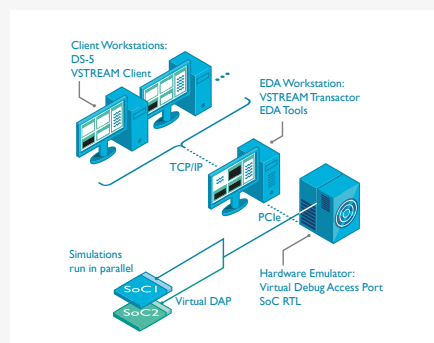 Client Workstations:
DS-5
VSTREAM Client
EDA Workstation:
VSTREAM Transactor
EDA Tools
TCP/IP
PCIe
Simulations
run in parallel
Hardware Emulator:
Virtual Debug Access Port
SoC RTL
SoC1
Virtual DAP
SoC2